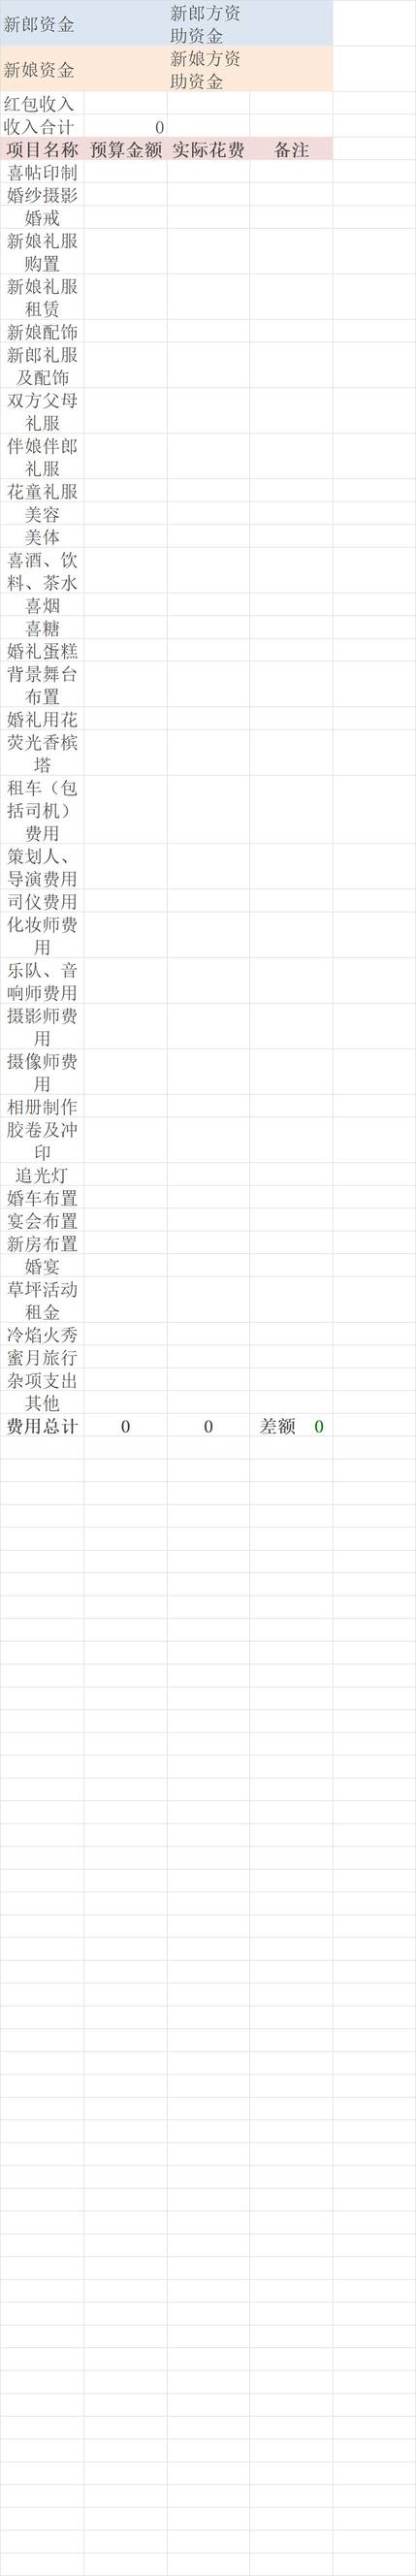 新郎资金 新郎方资
助资金
新娘资金 新娘方资
助资金
红包收入
收入合计 0
项目名称 预算金额 实际花费 备注
喜帖印制
婚纱摄影
婚戒
新娘礼服
购置
新娘礼服
租赁
新娘配饰
新郎礼服
及配饰
双方父母
礼服
伴娘伴郎
礼服
花童礼服
美容
美体
喜酒、饮
料、茶水
喜烟
喜糖
婚礼蛋糕
背景舞台
布置
婚礼用花
荧光香槟
塔
租车（包
括司机）
费用
策划人、
导演费用
司仪费用
化妆师费
用
乐队、音
响师费用
摄影师费
用
摄像师费
用
相册制作
胶卷及冲
印
追光灯
婚车布置
宴会布置
新房布置
婚宴
草坪活动
租金
冷焰火秀
蜜月旅行
杂项支出
其他
费用总计 0 0 差额 0